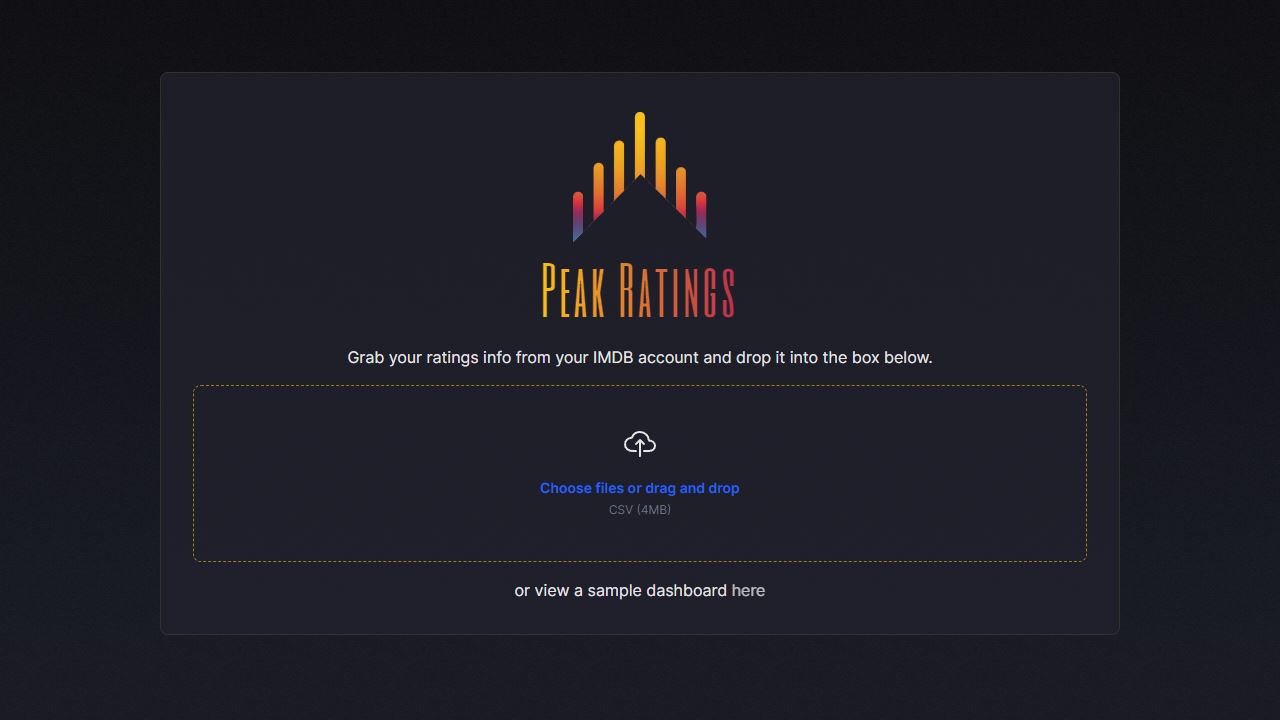 Peak Ratings
Grab your ratings info from your IMDB account and drop it into the box below.
Choose files or drag and drop
CSV (4MB)
or view a sample dashboard here